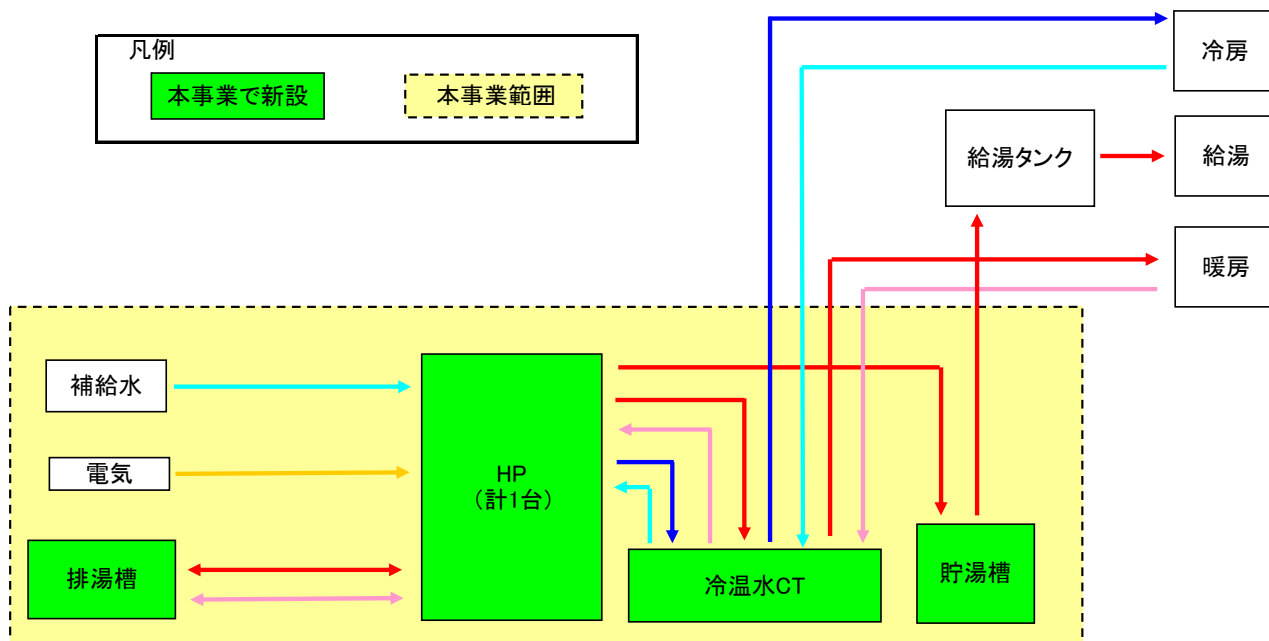 凡例
本事業で新設
本事業範囲
冷房
給湯タンク
給湯
暖房
補給水
電気
HP
（計1台）
排湯槽
冷温水CT
貯湯槽